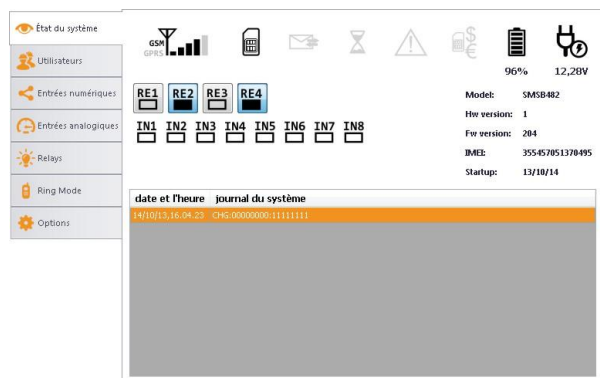 État du système
Utilisateurs
Entrées numériques
Entrées analogiques
Relays
Ring Mode
Options
GSM
GPRS
96% 12,28V
RE1 RE2 RE3 RE4
IN1 IN2 IN3 IN4 IN5 IN6 IN7 IN8
Model: SMSB482
Hw version: 1
Fw version: 204
IMEI: 355457051370495
Startup: 13/10/14
date et l'heure journal du système
14/10/13,16.04.23 CHG:00000000:11111111